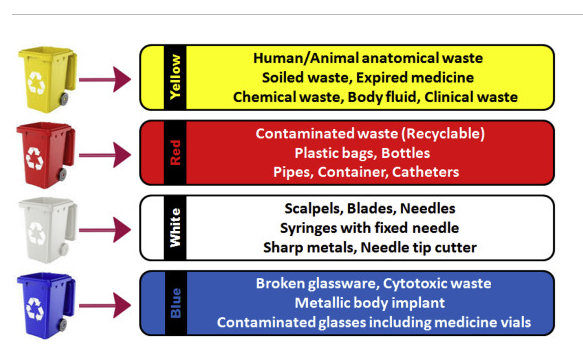 Yellow
Human/Animal anatomical waste
Soiled waste, Expired medicine
Chemical waste, Body fluid, Clinical waste
Red
Contaminated waste (Recyclable)
Plastic bags, Bottles
Pipes, Container, Catheters
White
Scalpels, Blades, Needles
Syringes with fixed needle
Sharp metals, Needle tip cutter
Blue
Broken glassware, Cytotoxic waste
Metallic body implant
Contaminated glasses including medicine vials